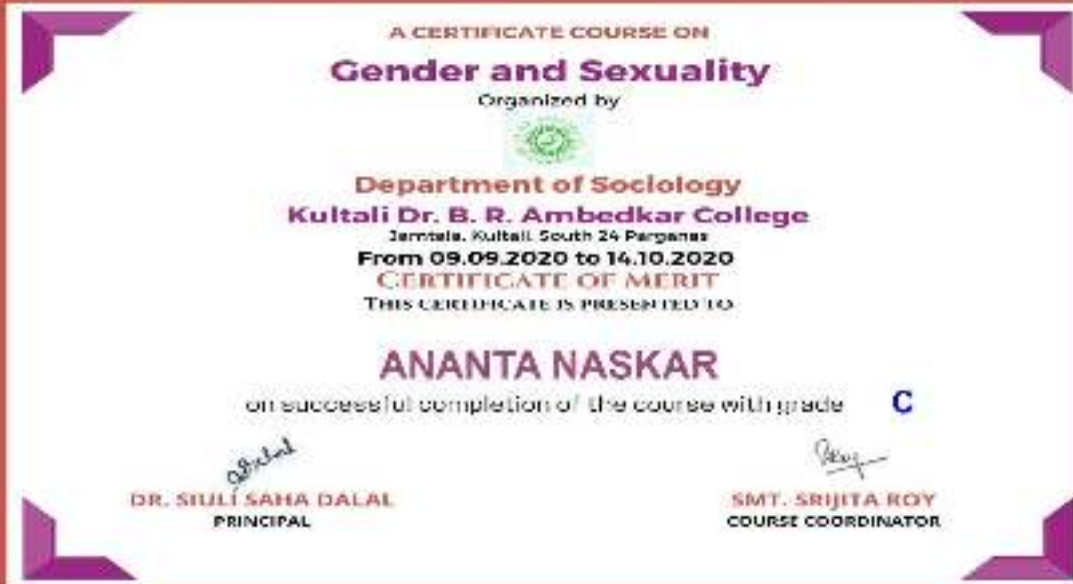 A CERTIFICATE COURSE ON
Gender and Sexuality
Organized by
Department of Sociology
Kultali Dr. B. R. Ambedkar College
Jamtala, Kultali, South 24 Parganas
From 09.09.2020 to 14.10.2020
CERTIFICATE OF MERIT
THIS CERTIFICATE IS PRESENTED TO
ANANTA NASKAR
on successful completion of the course with grade C
DR. SIULI SAHA DALAL
PRINCIPAL
SMT. SRIJITA ROY
COURSE COORDINATOR